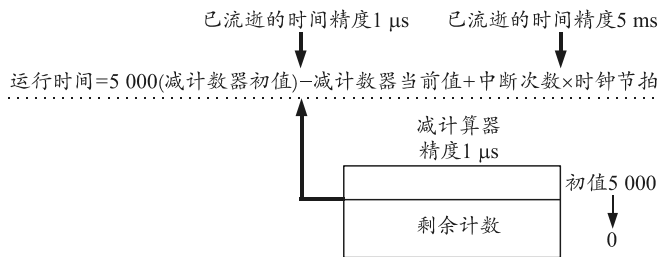 已流逝的时间精度1 μs 已流逝的时间精度5 ms
运行时间=5 000(减计数器初值)−减计数器当前值+中断次数×时钟节拍
减计算器
精度1 μs
初值5 000
剩余计数
0